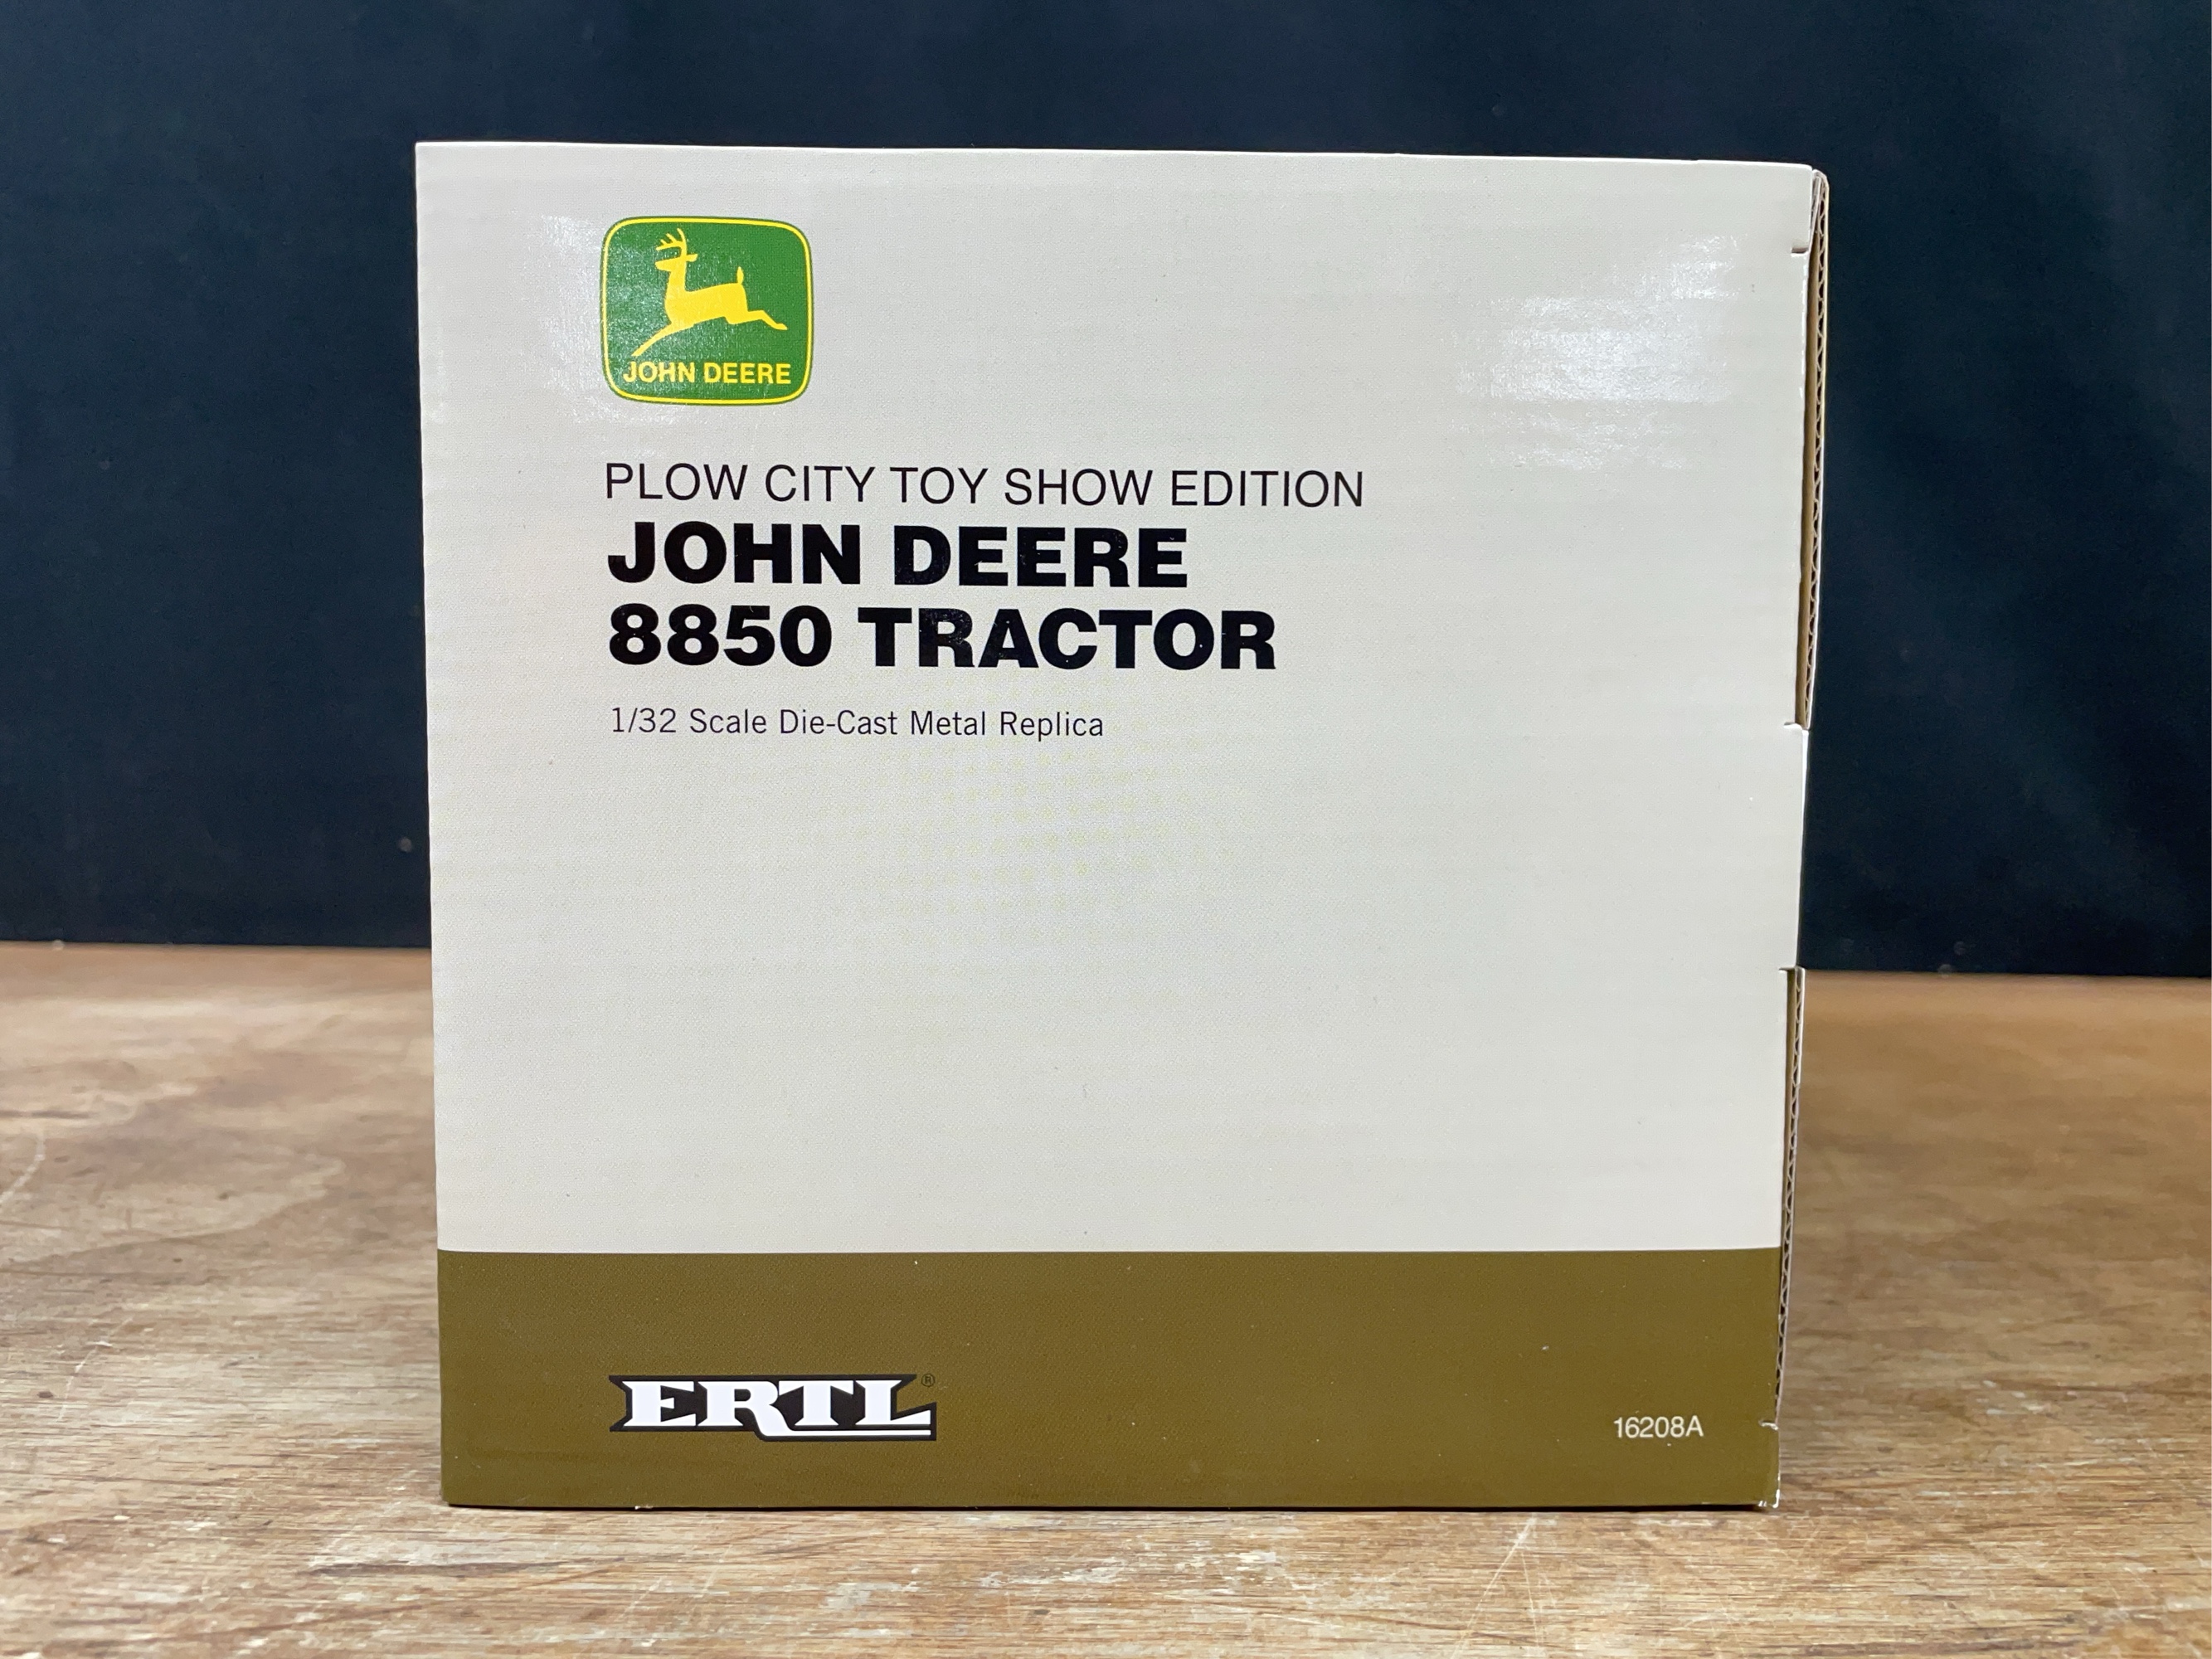 JOHN DEERE
PLOW CITY TOY SHOW EDITION
JOHN DEERE
8850 TRACTOR
1/32 Scale Die-Cast Metal Replica
ERTL®
16208A